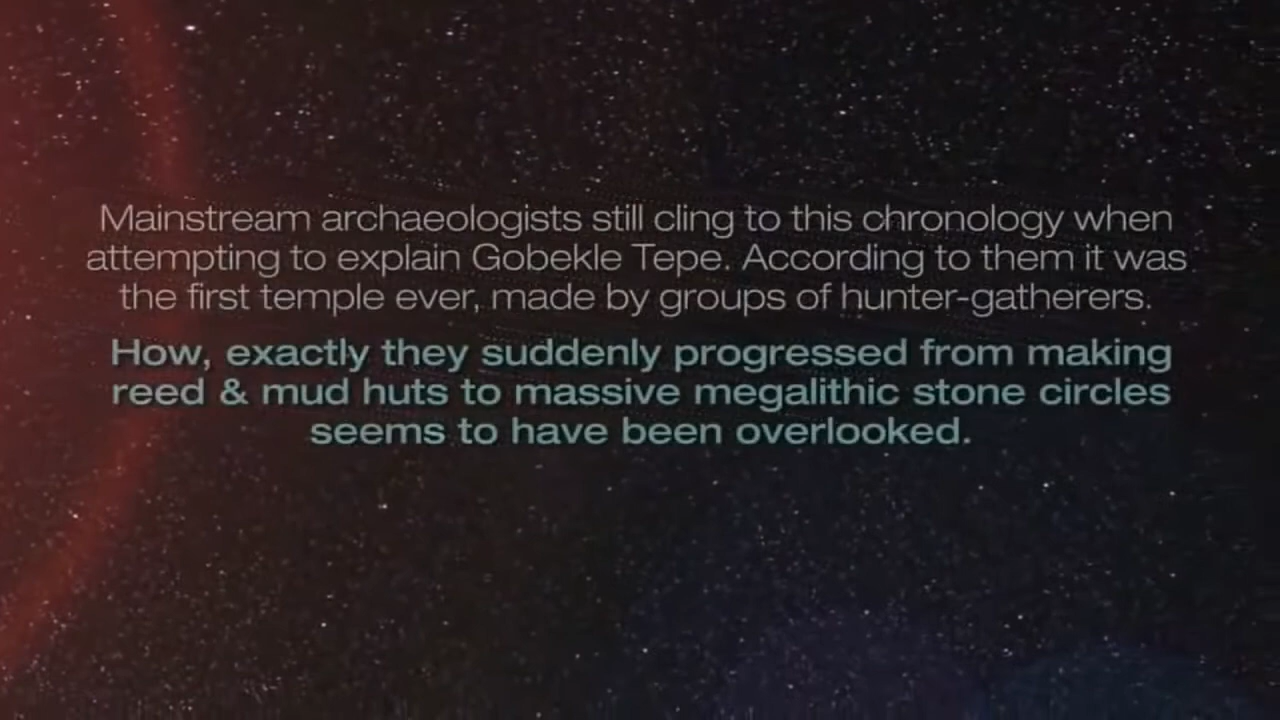 Mainstream archaeologists still cling to this chronology when
attempting to explain Gobekle Tepe. According to them it was
the first temple ever, made by groups of hunter-gatherers.
How, exactly they suddenly progressed from making
reed & mud huts to massive megalithic stone circles
seems to have been overlooked.